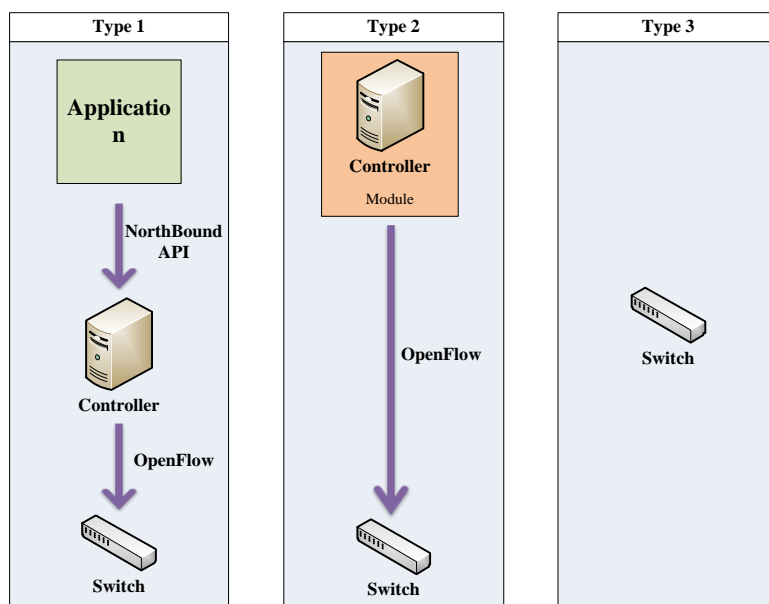 Type 1
Applicatio
n
NorthBound
API
Controller
OpenFlow
Switch
Type 2
Controller
Module
OpenFlow
Switch
Type 3
Switch